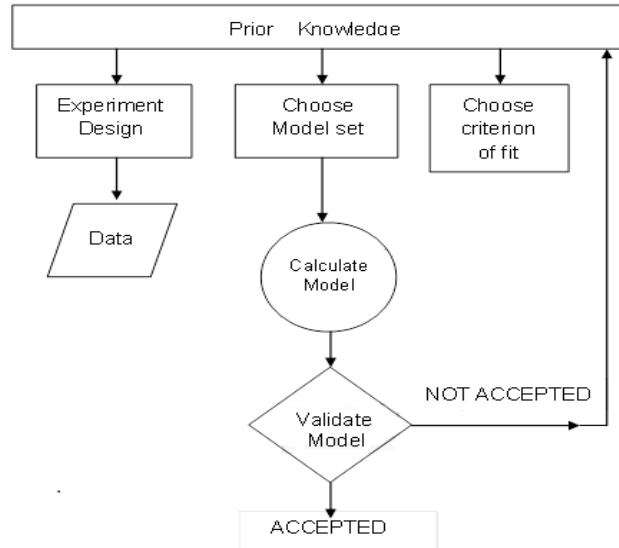 Prior Knowledge
Experiment
Design
Choose
Model set
Choose
criterion
of fit
Data
Calculate
Model
NOT ACCEPTED
Validate
Model
ACCEPTED